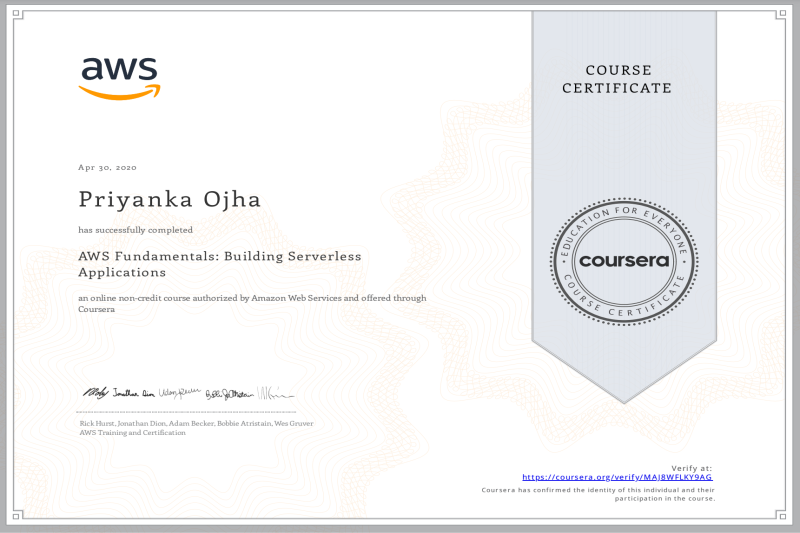 aws
COURSE
CERTIFICATE
Apr 30, 2020
Priyanka Ojha
has successfully completed
AWS Fundamentals: Building Serverless
Applications
an online non-credit course authorized by Amazon Web Services and offered through
Coursera
EDUCATION FOR EVERYONE
coursera
COURSE CERTIFICATE
Rick Hurst, Jonathan Dion, Adam Becker, Bobbie Atristain, Wes Gruver
AWS Training and Certification
Verify at:
https://coursera.org/verify/MAJ8WFLKY9AG
Coursera has confirmed the identity of this individual and their
participation in the course.